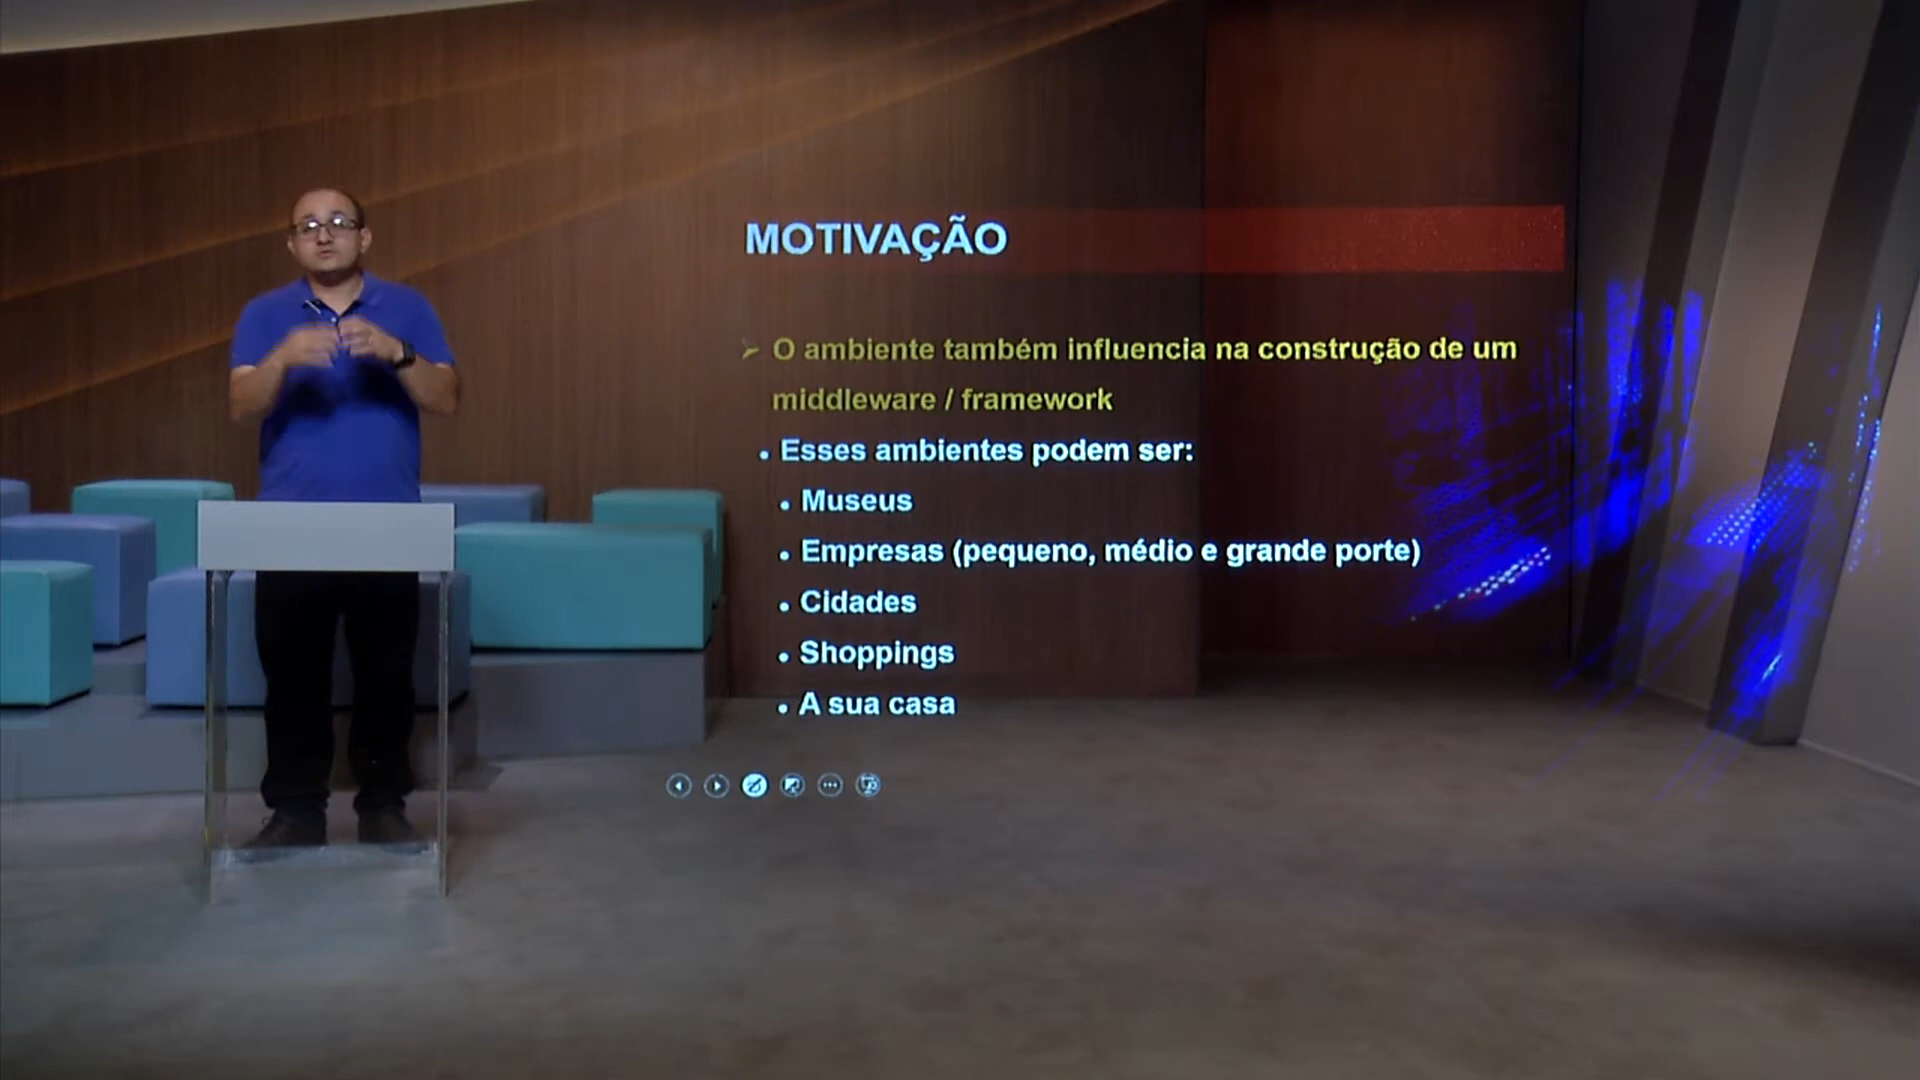 MOTIVAÇÃO
➢ O ambiente também influencia na construção de um
middleware / framework
• Esses ambientes podem ser:
• Museus
• Empresas (pequeno, médio e grande porte)
• Cidades
• Shoppings
• A sua casa